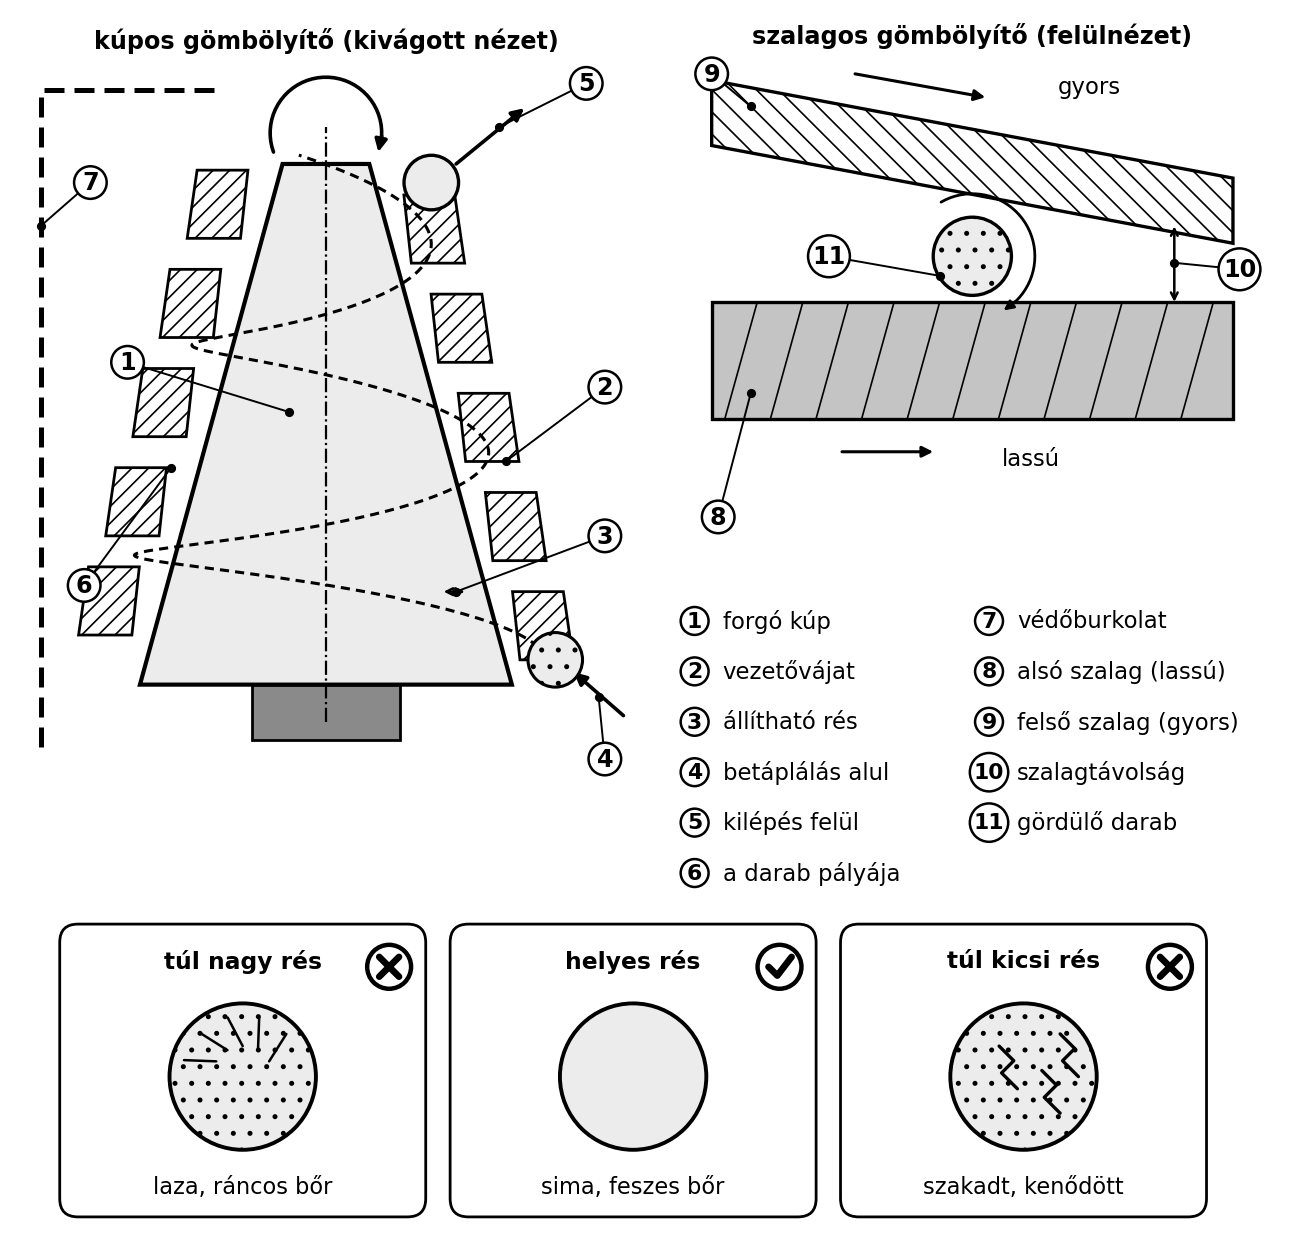 kúpos gömbölyítő (kivágott nézet)
szalagos gömbölyítő (felülnézet)
5
9
gyors
7
11
10
1
2
lassú
8
3
6
4
1 forgó kúp
2 vezetővájat
3 állítható rés
4 betáplálás alul
5 kilépés felül
6 a darab pályája
7 védőburkolat
8 alsó szalag (lassú)
9 felső szalag (gyors)
10 szalagtávolság
11 gördülő darab
túl nagy rés
laza, ráncos bőr
helyes rés
sima, feszes bőr
túl kicsi rés
szakadt, kenődött